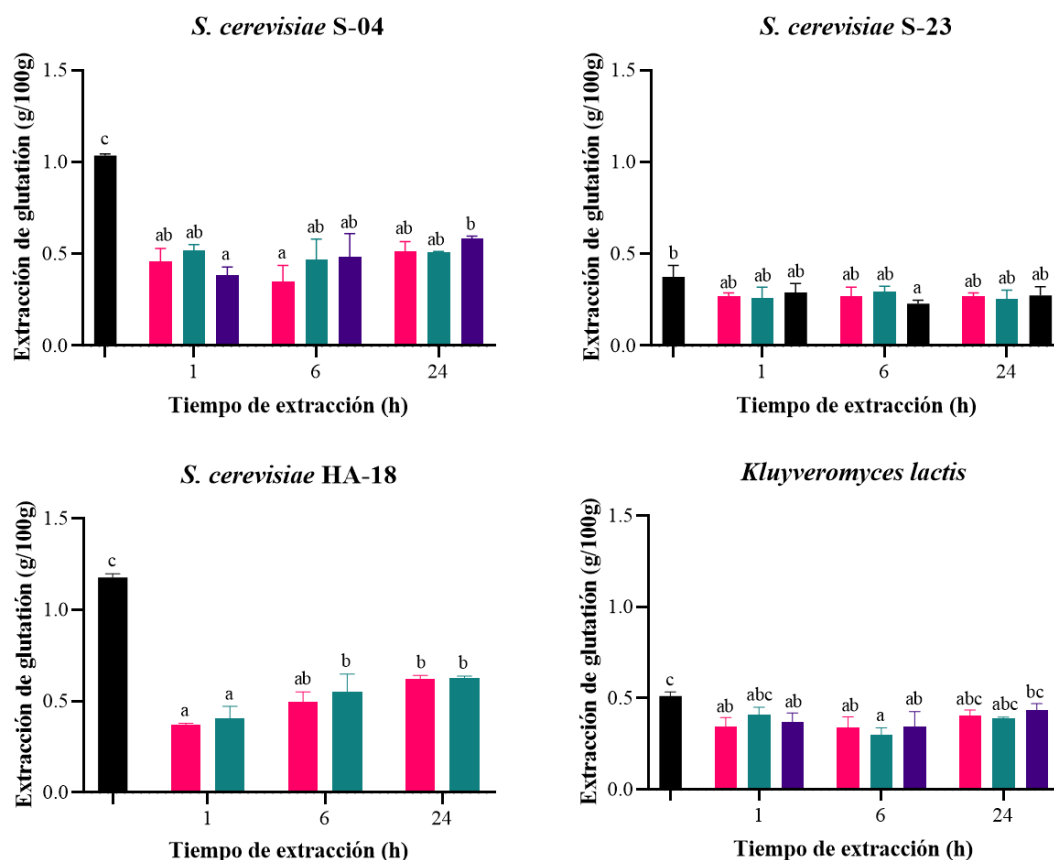 S. cerevisiae S-04
Extracción de glutatión (g/100g)
1.5
1.0
0.5
0.0
c
ab
ab
a
a
ab
ab
ab
ab
b
1
6
24
Tiempo de extracción (h)
S. cerevisiae S-23
Extracción de glutatión (g/100g)
1.5
1.0
0.5
0.0
b
ab
ab
ab
ab
ab
a
ab
ab
ab
1
6
24
Tiempo de extracción (h)
S. cerevisiae HA-18
Extracción de glutatión (g/100g)
1.5
1.0
0.5
0.0
c
a
a
ab
b
b
b
1
6
24
Tiempo de extracción (h)
Kluyveromyces lactis
Extracción de glutatión (g/100g)
1.5
1.0
0.5
0.0
c
ab
abc
ab
ab
a
ab
abc
abc
bc
1
6
24
Tiempo de extracción (h)